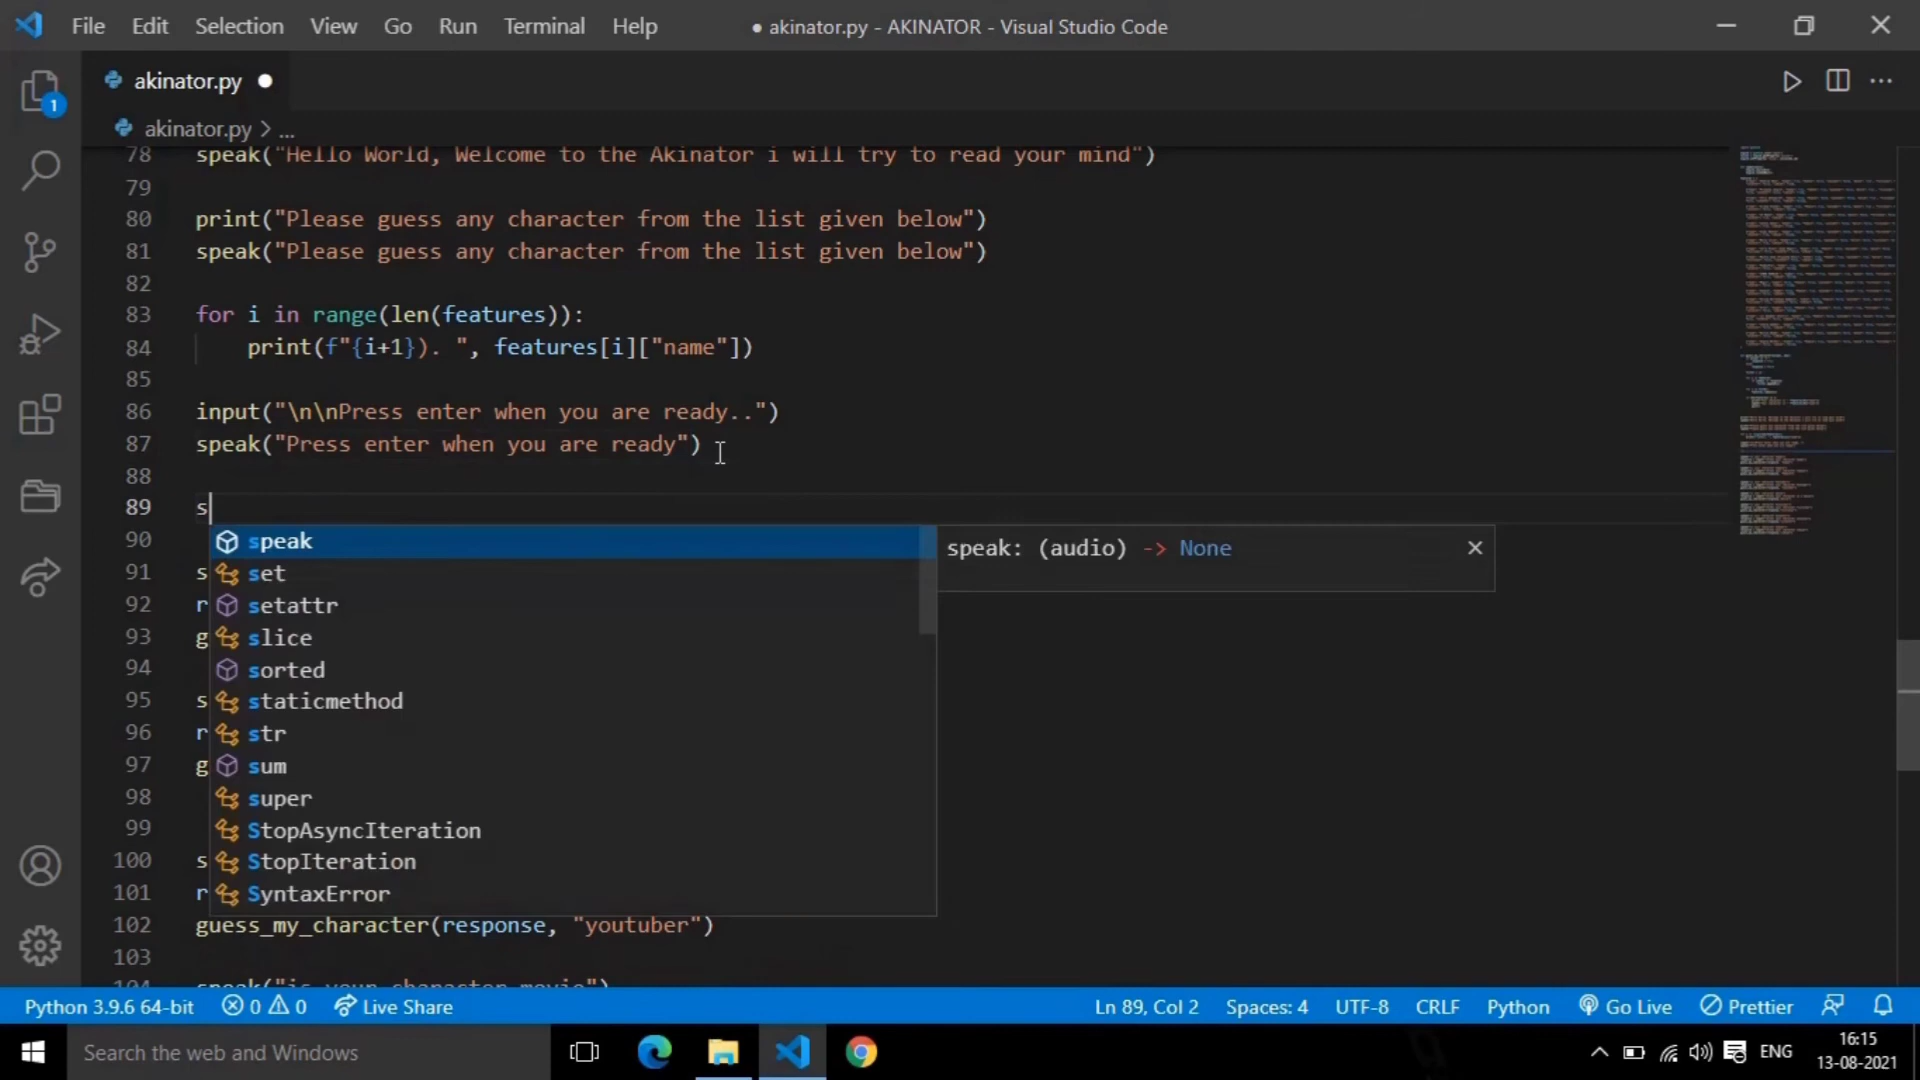 File Edit Selection View Go Run Terminal Help ● akinator.py - AKINATOR - Visual Studio Code
akinator.py ●
1
akinator.py > ...
78 speak("Hello World, Welcome to the Akinator i will try to read your mind")
79
80 print("Please guess any character from the list given below")
81 speak("Please guess any character from the list given below")
82
83 for i in range(len(features)):
84 print(f"{i+1}). ", features[i]["name"])
85
86 input("\n\nPress enter when you are ready..")
87 speak("Press enter when you are ready")
88
89 s
90 speak speak: (audio) -> None
91 s set
92 r setattr
93 g slice
94 sorted
95 s staticmethod
96 r str
97 g sum
98 super
99 StopAsyncIteration
100 s StopIteration
101 r SyntaxError
102 guess_my_character(response, "youtuber")
103
104 speak("is your character movie")
Python 3.9.6 64-bit 0 0 Live Share Ln 89, Col 2 Spaces: 4 UTF-8 CRLF Python Go Live Prettier
Search the web and Windows ENG 16:15
13-08-2021